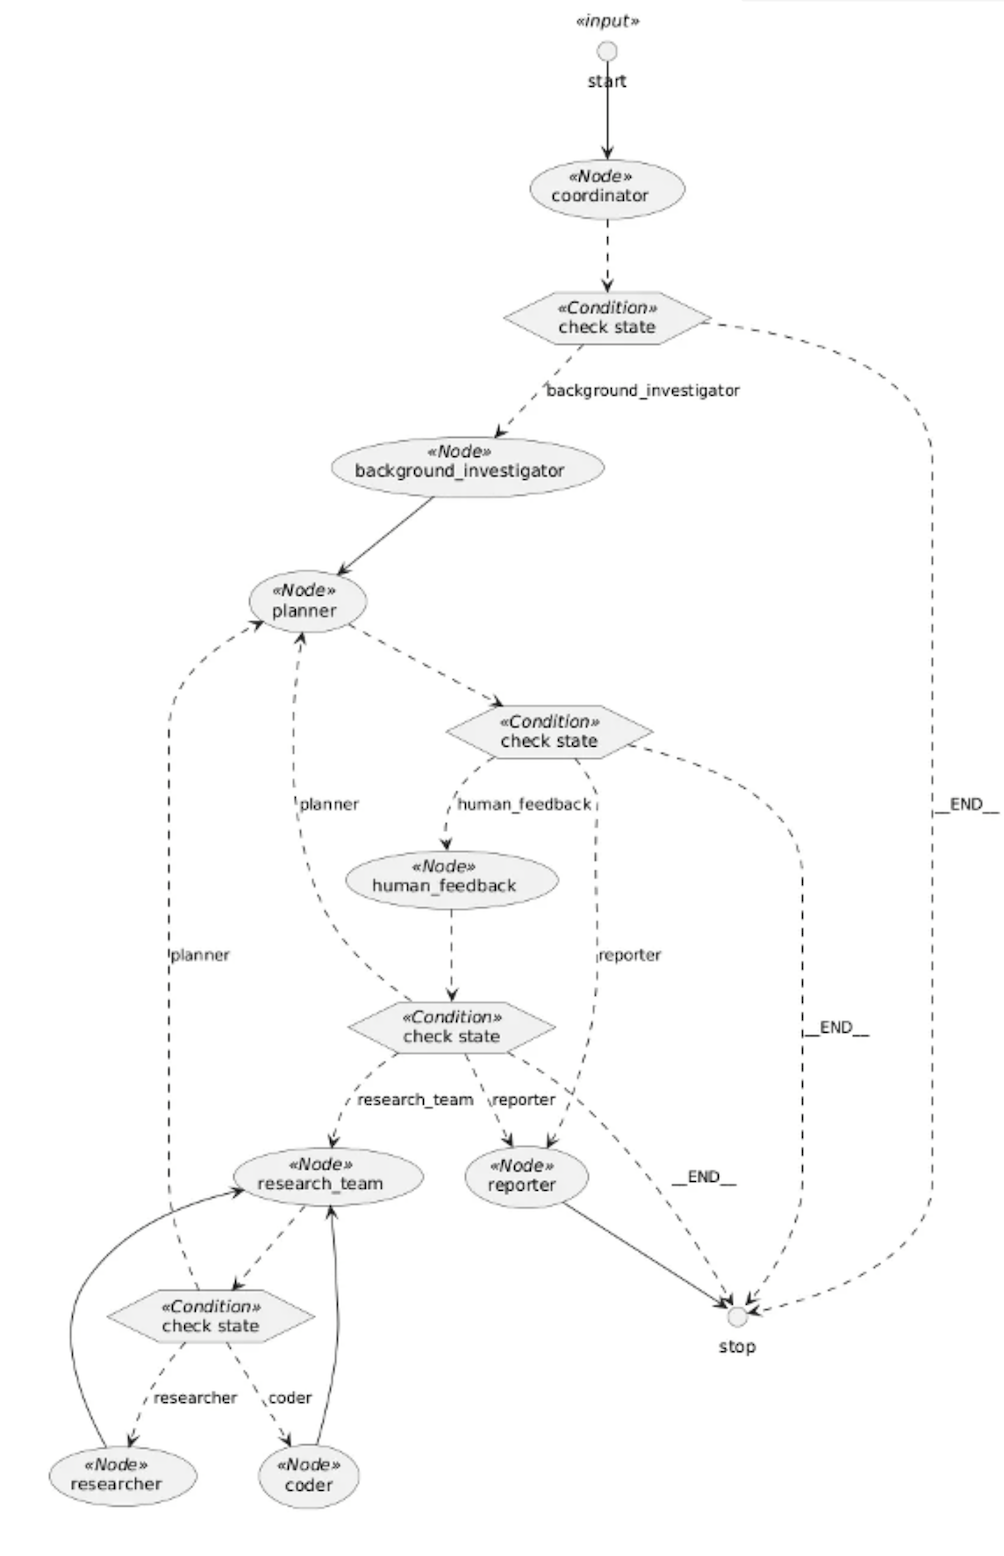 «input»
start
«Node»
coordinator
«Condition»
check state
background_investigator
«Node»
background_investigator
«Node»
planner
«Condition»
check state
planner
human_feedback
__END__
«Node»
human_feedback
planner
reporter
«Condition»
check state
__END__
research_team
reporter
«Node»
research_team
«Node»
reporter
__END__
«Condition»
check state
stop
researcher
coder
«Node»
researcher
«Node»
coder